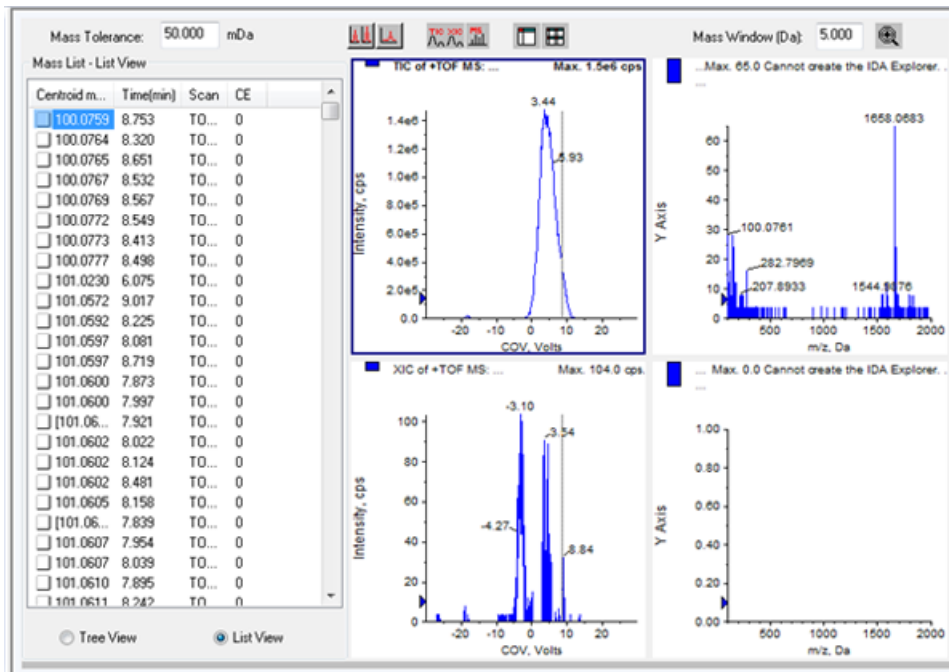 Mass Tolerance: 50.000 mDa
Mass Window (Da): 5.000
Mass List - List View
Centroid m... Time(min) Scan CE
100.0759 8.753 TO... 0
100.0764 8.320 TO... 0
100.0765 8.651 TO... 0
100.0767 8.532 TO... 0
100.0769 8.567 TO... 0
100.0772 8.549 TO... 0
100.0773 8.413 TO... 0
100.0777 8.498 TO... 0
101.0230 6.075 TO... 0
101.0572 9.017 TO... 0
101.0592 8.225 TO... 0
101.0597 8.081 TO... 0
101.0597 8.719 TO... 0
101.0600 7.873 TO... 0
101.0600 7.997 TO... 0
[101.06... 7.921 TO... 0
101.0602 8.022 TO... 0
101.0602 8.124 TO... 0
101.0602 8.481 TO... 0
101.0605 8.158 TO... 0
[101.06... 7.839 TO... 0
101.0607 7.954 TO... 0
101.0607 8.039 TO... 0
101.0610 7.895 TO... 0
101.0611 8.242 TO... 0
Tree View List View
TIC XIC
TIC of +TOF MS: ... Max. 1.5e6 cps
3.44
5.93
1.4e6
1.2e6
1.0e6
8.0e5
6.0e5
4.0e5
2.0e5
0.0
Intensity, cps
-20 -10 0 10 20
COV, Volts
...Max. 65.0 Cannot create the IDA Explorer. ..
...
1658.0683
100.0761
282.7969
207.8933
60
50
40
30
20
10
0
Y Axis
500 1000 1500 2000
m/z, Da
XIC of +TOF MS: ... Max. 104.0 cps.
-3.10
3.54
-4.27
8.84
100
80
60
40
20
0
Intensity, cps
-20 -10 0 10 20
COV, Volts
... Max. 0.0 Cannot create the IDA Explorer. ..
...
1.00
0.80
0.60
0.40
0.20
0.00
Y Axis
500 1000 1500 2000
m/z, Da